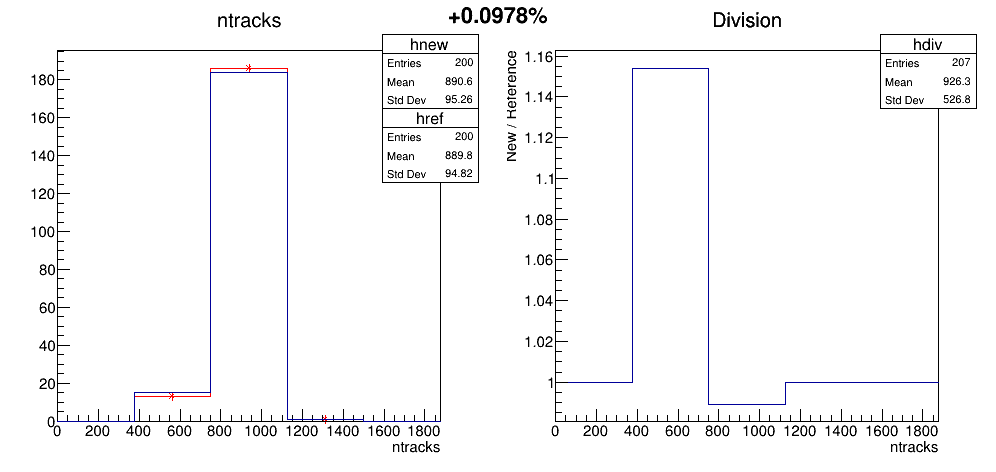 +0.0978%
ntracks
hnew
Entries 200
Mean 890.6
Std Dev 95.26
href
Entries 200
Mean 889.8
Std Dev 94.82
180
160
140
120
100
80
60
40
20
0
0 200 400 600 800 1000 1200 1400 1600 1800
ntracks
Division
hdiv
Entries 207
Mean 926.3
Std Dev 526.8
New / Reference
1.16
1.14
1.12
1.1
1.08
1.06
1.04
1.02
1
0 200 400 600 800 1000 1200 1400 1600 1800
ntracks